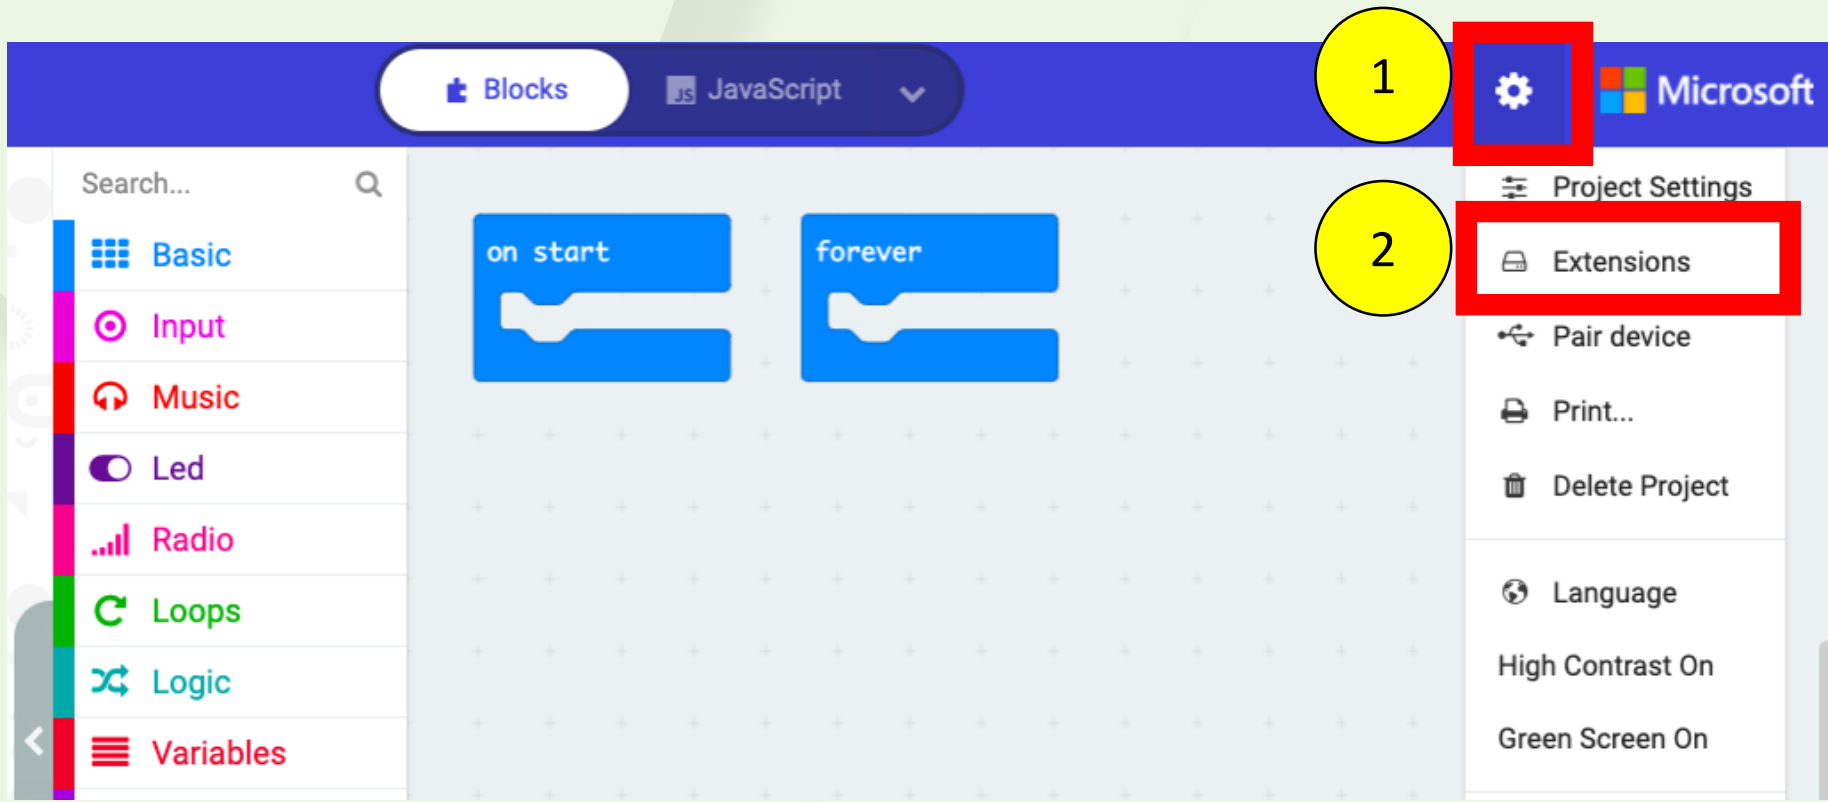 Blocks
JS JavaScript
1
Microsoft
Search...
Basic
Input
Music
Led
Radio
Loops
Logic
Variables
on start
forever
Project Settings
2
Extensions
Pair device
Print...
Delete Project
Language
High Contrast On
Green Screen On